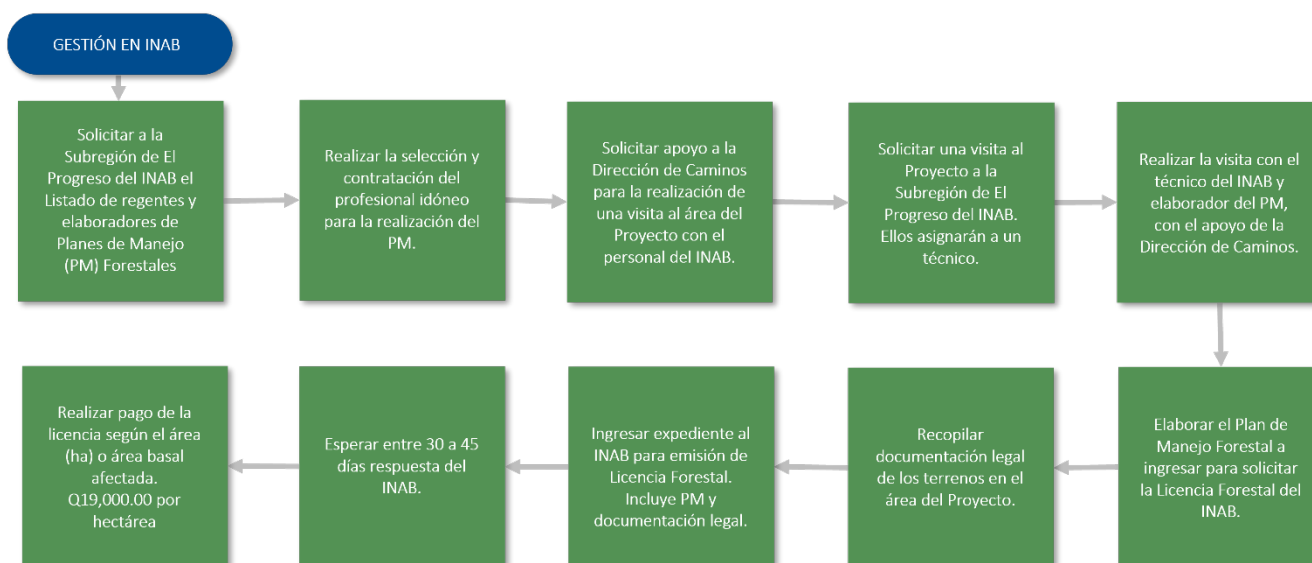 GESTIÓN EN INAB
Solicitar a la
Subregión de El
Progreso del INAB el
Listado de regentes y
elaboradores de
Planes de Manejo
(PM) Forestales
Realizar la selección y
contratación del
profesional idóneo
para la realización del
PM.
Solicitar apoyo a la
Dirección de Caminos
para la realización de
una visita al área del
Proyecto con el
personal del INAB.
Solicitar una visita al
Proyecto a la
Subregión de El
Progreso del INAB.
Ellos asignarán a un
técnico.
Realizar la visita con el
técnico del INAB y
elaborador del PM,
con el apoyo de la
Dirección de Caminos.
Elaborar el Plan de
Manejo Forestal a
ingresar para solicitar
la Licencia Forestal del
INAB.
Recopilar
documentación legal
de los terrenos en el
área del Proyecto.
Ingresar expediente al
INAB para emisión de
Licencia Forestal.
Incluye PM y
documentación legal.
Esperar entre 30 a 45
días respuesta del
INAB.
Realizar pago de la
licencia según el área
(ha) o área basal
afectada.
Q19,000.00 por
hectárea